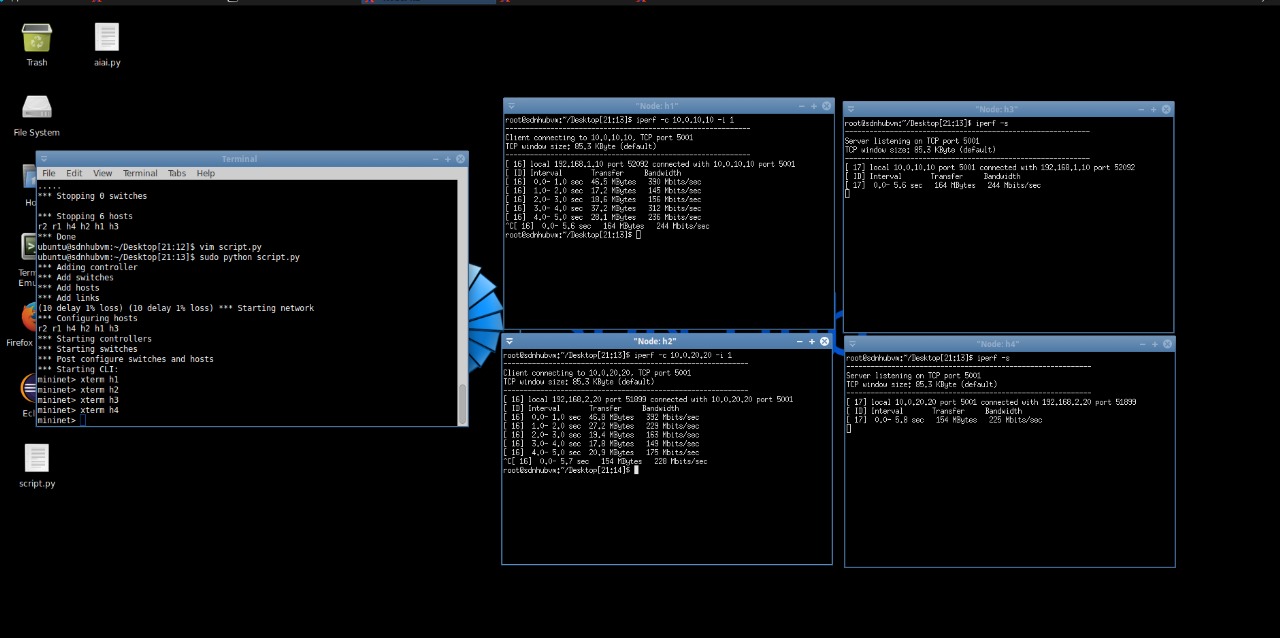 Trash
aiai.py
File System
Ho
Term
Emu
Firefox
Ecl
script.py
Terminal
File Edit View Terminal Tabs Help
.....
*** Stopping 0 switches
*** Stopping 6 hosts
r2 r1 h4 h2 h1 h3
*** Done
ubuntu@sdnhubvm:~/Desktop[21:12]$ vim script.py
ubuntu@sdnhubvm:~/Desktop[21:13]$ sudo python script.py
*** Adding controller
*** Add switches
*** Add hosts
*** Add links
(10 delay 1% loss) (10 delay 1% loss) *** Starting network
*** Configuring hosts
r2 r1 h4 h2 h1 h3
*** Starting controllers
*** Starting switches
*** Post configure switches and hosts
*** Starting CLI:
mininet> xterm h1
mininet> xterm h2
mininet> xterm h3
mininet> xterm h4
mininet>
"Node: h1"
root@sdnhubvm:~/Desktop[21:13]$ iperf -c 10.0.10.10 -i 1
------------------------------------------------------------
Client connecting to 10.0.10.10, TCP port 5001
TCP window size: 85.3 KByte (default)
------------------------------------------------------------
[ 16] local 192.168.1.10 port 52092 connected with 10.0.10.10 port 5001
[ ID] Interval Transfer Bandwidth
[ 16] 0.0- 1.0 sec 46.5 MBytes 390 Mbits/sec
[ 16] 1.0- 2.0 sec 17.2 MBytes 145 Mbits/sec
[ 16] 2.0- 3.0 sec 18.6 MBytes 156 Mbits/sec
[ 16] 3.0- 4.0 sec 37.2 MBytes 312 Mbits/sec
[ 16] 4.0- 5.0 sec 28.1 MBytes 236 Mbits/sec
^C[ 16] 0.0- 5.6 sec 164 MBytes 244 Mbits/sec
root@sdnhubvm:~/Desktop[21:13]$
"Node: h3"
root@sdnhubvm:~/Desktop[21:13]$ iperf -s
------------------------------------------------------------
Server listening on TCP port 5001
TCP window size: 85.3 KByte (default)
------------------------------------------------------------
[ 17] local 10.0.10.10 port 5001 connected with 192.168.1.10 port 52092
[ ID] Interval Transfer Bandwidth
[ 17] 0.0- 5.6 sec 164 MBytes 244 Mbits/sec
"Node: h2"
root@sdnhubvm:~/Desktop[21:13]$ iperf -c 10.0.20.20 -i 1
------------------------------------------------------------
Client connecting to 10.0.20.20, TCP port 5001
TCP window size: 85.3 KByte (default)
------------------------------------------------------------
[ 16] local 192.168.2.20 port 51899 connected with 10.0.20.20 port 5001
[ ID] Interval Transfer Bandwidth
[ 16] 0.0- 1.0 sec 46.8 MBytes 392 Mbits/sec
[ 16] 1.0- 2.0 sec 27.2 MBytes 229 Mbits/sec
[ 16] 2.0- 3.0 sec 19.4 MBytes 163 Mbits/sec
[ 16] 3.0- 4.0 sec 17.8 MBytes 149 Mbits/sec
[ 16] 4.0- 5.0 sec 20.9 MBytes 175 Mbits/sec
^C[ 16] 0.0- 5.7 sec 154 MBytes 228 Mbits/sec
root@sdnhubvm:~/Desktop[21:14]$
"Node: h4"
root@sdnhubvm:~/Desktop[21:13]$ iperf -s
------------------------------------------------------------
Server listening on TCP port 5001
TCP window size: 85.3 KByte (default)
------------------------------------------------------------
[ 17] local 10.0.20.20 port 5001 connected with 192.168.2.20 port 51899
[ ID] Interval Transfer Bandwidth
[ 17] 0.0- 5.8 sec 154 MBytes 225 Mbits/sec